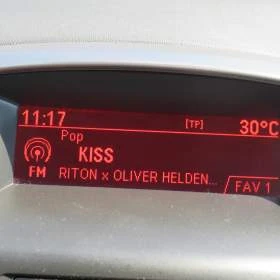 11:17 [TP] 30°C
Pop
KISS
FM RITON x OLIVER HELDEN...
FAV 1